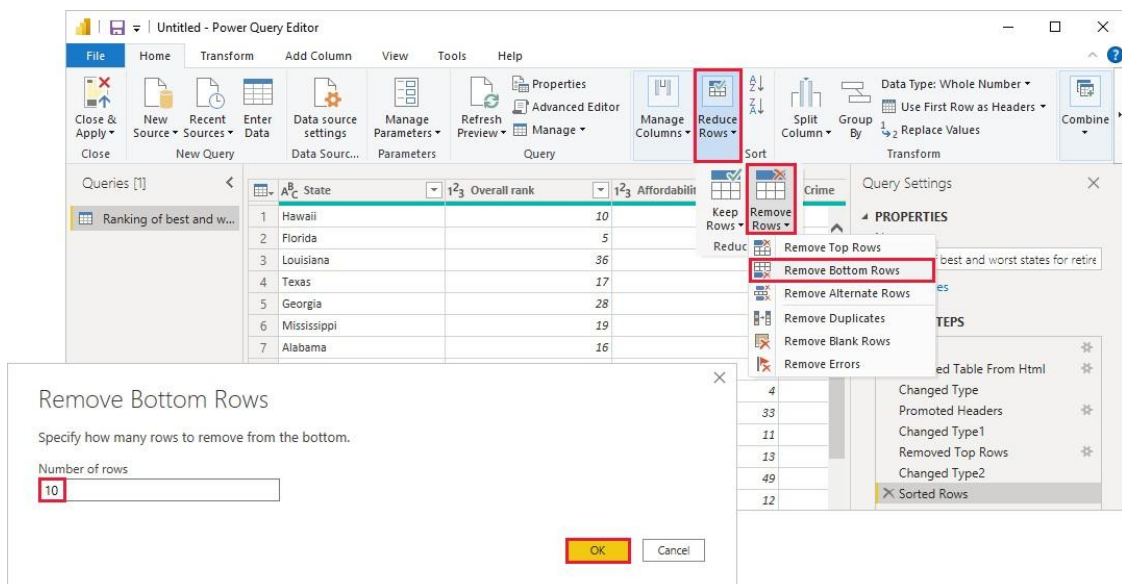 Untitled - Power Query Editor
File Home Transform Add Column View Tools Help
Close & Apply
New Source
Recent Sources
Enter Data
Data source settings
Manage Parameters
Refresh Preview
Properties
Advanced Editor
Manage
Manage Columns
Reduce Rows
Split Column
Group By
Data Type: Whole Number
Use First Row as Headers
Replace Values
Combine
Close New Query Data Sourc... Parameters Query Sort Transform
Queries [1]
Ranking of best and w...
State Overall rank Affordabilit Crime
1 Hawaii 10
2 Florida 5
3 Louisiana 36
4 Texas 17
5 Georgia 28
6 Mississippi 19
7 Alabama 16
4
33
11
13
49
12
Keep Rows
Remove Rows
Reduc
Remove Top Rows
Remove Bottom Rows
Remove Alternate Rows
Remove Duplicates
Remove Blank Rows
Remove Errors
Query Settings
PROPERTIES
best and worst states for retire
es
TEPS
ed Table From Html
Changed Type
Promoted Headers
Changed Type1
Removed Top Rows
Changed Type2
Sorted Rows
Remove Bottom Rows
Specify how many rows to remove from the bottom.
Number of rows
10
OK Cancel